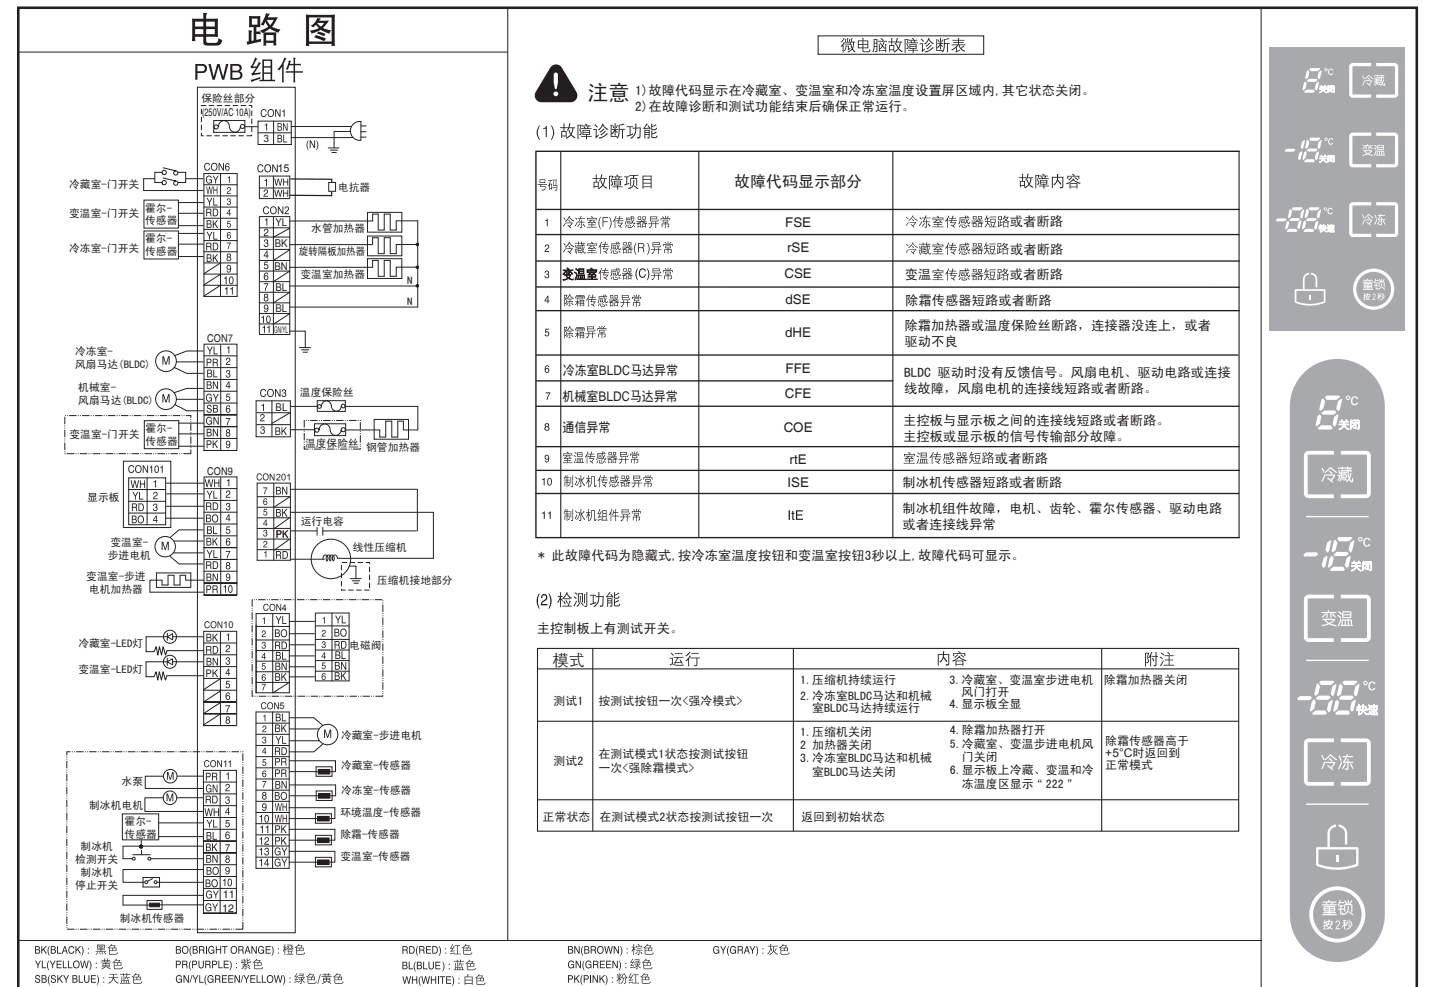 电路图
PWB 组件
保险丝部分
(250V/AC 10A)
CON1
1 BN
3 BL
(N)
CON6
GY 1
WH 2
YL 3
RD 4
BK 5
YL 6
RD 7
BK 8
9
10
11
冷藏室-门开关
变温室-门开关
霍尔-
传感器
冷冻室-门开关
霍尔-
传感器
CON15
1 WH
2 WH
电抗器
CON2
1 YL
2
3 BK
4
5 BN
6
7 BL
8
9 BL
10
11 GN/YL
水管加热器
旋转隔板加热器
变温室加热器
N
N
CON7
YL 1
PR 2
BL 3
BN 4
GY 5
SB 6
GN 7
BN 8
PK 9
冷冻室-
风扇马达(BLDC)
M
机械室-
风扇马达(BLDC)
M
变温室-门开关
霍尔-
传感器
CON3
1 BL
2
3 BK
温度保险丝
温度保险丝
钢管加热器
CON101
WH 1
YL 2
RD 3
BO 4
显示板
CON9
WH 1
YL 2
RD 3
BO 4
BL 5
BK 6
YL 7
RD 8
BN 9
PR 10
变温室-
步进电机
M
变温室-步进
电机加热器
CON201
7 BN
6
5 BK
4
3 PK
2
1 RD
运行电容
线性压缩机
压缩机接地部分
CON10
BK 1
RD 2
BN 3
PK 4
5
6
7
8
冷藏室-LED灯
变温室-LED灯
CON4
1 YL
2 BO
3 RD
4 BL
5 BN
6 BK
7
1 YL
2 BO
3 RD
4 BL
5 BN
6 BK
电磁阀
CON5
1 BL
2 BK
3 YL
4 RD
5 PR
6 PR
7 BN
8 BO
9 WH
10 WH
11 PK
12 PK
13 GY
14 GY
M
冷藏室-步进电机
冷藏室-传感器
冷冻室-传感器
环境温度-传感器
除霜-传感器
变温室-传感器
CON11
PR 1
GN 2
RD 3
WH 4
YL 5
BL 6
BK 7
BN 8
BO 9
BO 10
GY 11
GY 12
水泵
M
制冰机电机
M
霍尔-
传感器
制冰机
检测开关
制冰机
停止开关
制冰机传感器
BK(BLACK) : 黑色 BO(BRIGHT ORANGE) : 橙色 RD(RED) : 红色 BN(BROWN) : 棕色 GY(GRAY) : 灰色
YL(YELLOW) : 黄色 PR(PURPLE) : 紫色 BL(BLUE) : 蓝色 GN(GREEN) : 绿色
SB(SKY BLUE) : 天蓝色 GN/YL(GREEN/YELLOW) : 绿色/黄色 WH(WHITE) : 白色 PK(PINK) : 粉红色
微电脑故障诊断表
注意 1) 故障代码显示在冷藏室、变温室和冷冻室温度设置屏区域内, 其它状态关闭。
2) 在故障诊断和测试功能结束后确保正常运行。
(1) 故障诊断功能
号码 故障项目 故障代码显示部分 故障内容
1 冷冻室(F)传感器异常 FSE 冷冻室传感器短路或者断路
2 冷藏室传感器(R)异常 rSE 冷藏室传感器短路或者断路
3 变温室传感器(C)异常 CSE 变温室传感器短路或者断路
4 除霜传感器异常 dSE 除霜传感器短路或者断路
5 除霜异常 dHE 除霜加热器或温度保险丝断路，连接器没连上，或者
驱动不良
6 冷冻室BLDC马达异常 FFE BLDC 驱动时没有反馈信号。风扇电机、驱动电路或连接
7 机械室BLDC马达异常 CFE 线故障，风扇电机的连接线短路或者断路。
8 通信异常 COE 主控板与显示板之间的连接线短路或者断路。
主控板或显示板的信号传输部分故障。
9 室温传感器异常 rtE 室温传感器短路或者断路
10 制冰机传感器异常 ISE 制冰机传感器短路或者断路
11 制冰机组件异常 ItE 制冰机组件故障，电机、齿轮、霍尔传感器、驱动电路
或者连接线异常
* 此故障代码为隐藏式, 按冷冻室温度按钮和变温室按钮3秒以上, 故障代码可显示。
(2) 检测功能
主控制板上有测试开关。
模式 运行 内容 附注
测试1 按测试按钮一次<强冷模式>
1. 压缩机持续运行
2. 冷冻室BLDC马达和机械
室BLDC马达持续运行
3. 冷藏室、变温室步进电机
风门打开
4. 显示板全显
除霜加热器关闭
测试2 在测试模式1状态按测试按钮
一次<强除霜模式>
1. 压缩机关闭
2 加热器关闭
3. 冷冻室BLDC马达和机械
室BLDC马达关闭
4. 除霜加热器打开
5. 冷藏室、变温步进电机风
门关闭
6. 显示板上冷藏、变温和冷
冻温度区显示“ 222 ”
除霜传感器高于
+5°C时返回到
正常模式
正常状态 在测试模式2状态按测试按钮一次 返回到初始状态
8 °C
关闭
冷藏
-18 °C
关闭
变温
-88 °C
快速
冷冻
童锁
按2秒
8 °C
关闭
冷藏
-18 °C
关闭
变温
-88 °C
快速
冷冻
童锁
按2秒